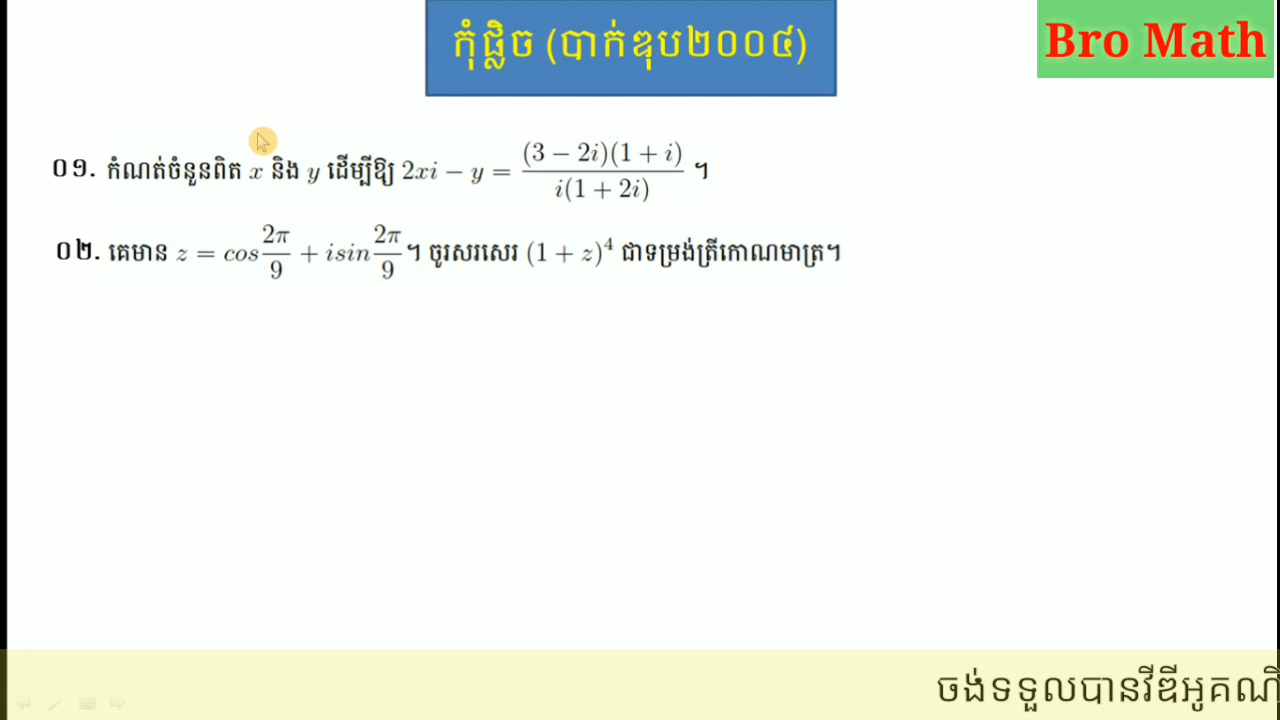 កុំផ្លិច (បាក់ឌុប២០០៤)
Bro Math
០១. កំណត់ចំនួនពិត x និង y ដើម្បីឱ្យ 2xi − y = (3 − 2i)(1 + i) / i(1 + 2i) ។
០២. គេមាន z = cos 2π/9 + isin 2π/9 ។ ចូរសរសេរ (1 + z)⁴ ជាទម្រង់ត្រីកោណមាត្រ។
ចង់ទទួលបានវីឌីអូគណិ